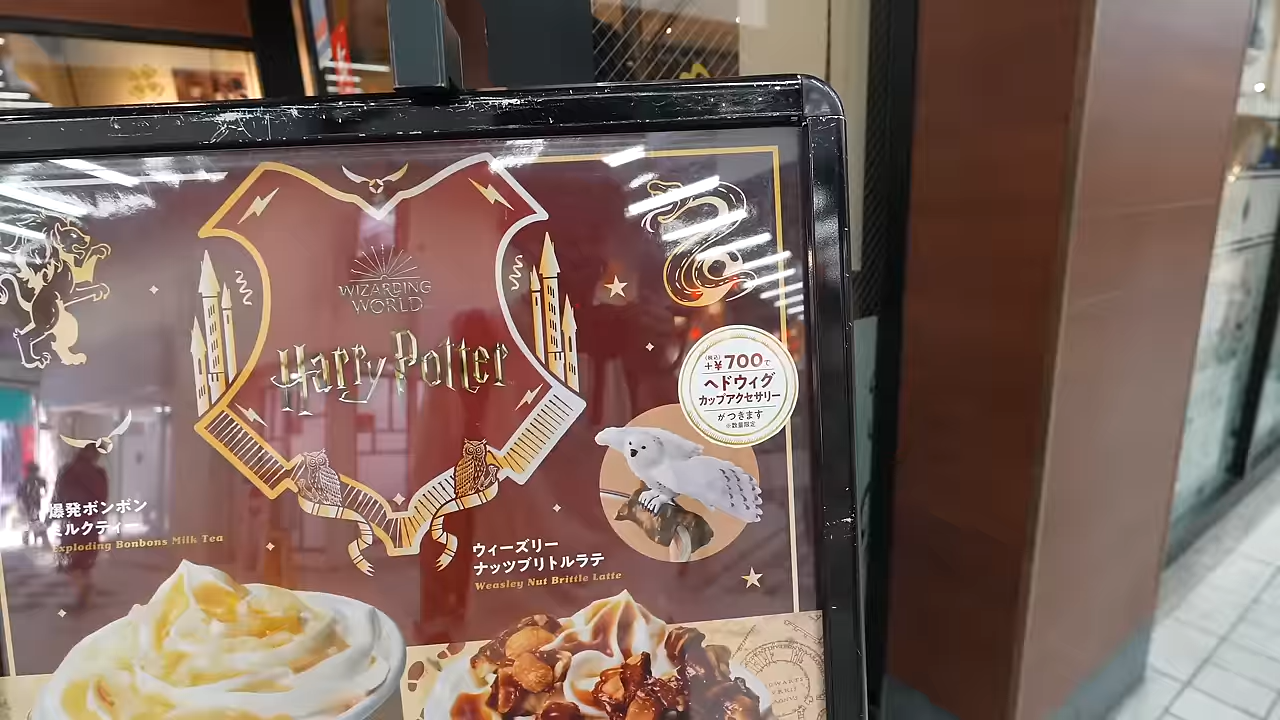 WIZARDING
WORLD
Harry Potter
(税込)
+¥700で
ヘドウィグ
カップアクセサリー
がつきます
※数量限定
爆発ボンボン
ミルクティー
Exploding Bonbons Milk Tea
ウィーズリー
ナッツブリトルラテ
Weasley Nut Brittle Latte